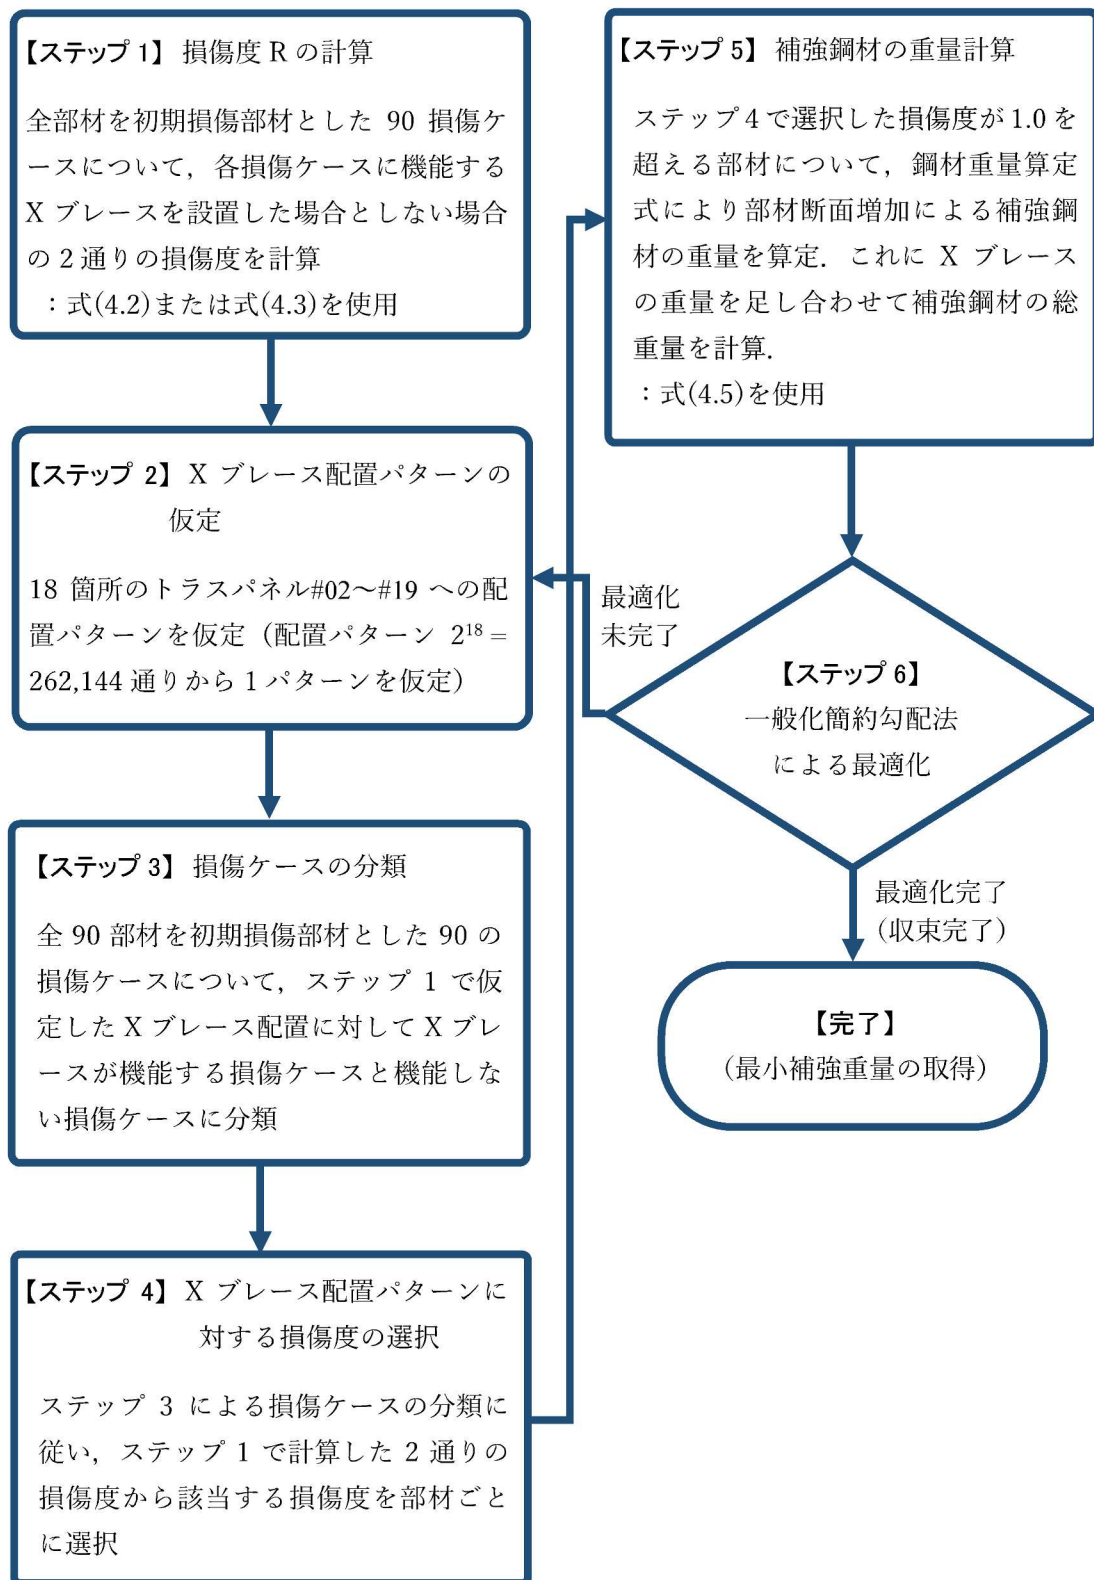 【ステップ 1】 損傷度 R の計算
全部材を初期損傷部材とした 90 損傷ケ
ースについて，各損傷ケースに機能する
X ブレースを設置した場合としない場合
の 2 通りの損傷度を計算
：式(4.2)または式(4.3)を使用
【ステップ 2】 X ブレース配置パターンの
仮定
18 箇所のトラスパネル#02～#19 への配
置パターンを仮定（配置パターン 2¹⁸＝
262,144 通りから 1 パターンを仮定）
【ステップ 3】 損傷ケースの分類
全 90 部材を初期損傷部材とした 90 の
損傷ケースについて，ステップ 1 で仮
定した X ブレース配置に対して X ブ
レースが機能する損傷ケースと機能しな
い損傷ケースに分類
【ステップ 4】 X ブレース配置パターンに
対する損傷度の選択
ステップ 3 による損傷ケースの分類に
従い，ステップ 1 で計算した 2 通りの
損傷度から該当する損傷度を部材ごと
に選択
【ステップ 5】 補強鋼材の重量計算
ステップ 4 で選択した損傷度が 1.0 を
超える部材について，鋼材重量算定
式により部材断面増加による補強鋼
材の重量を算定．これに X ブレース
の重量を足し合わせて補強鋼材の総
重量を計算．
：式(4.5)を使用
最適化
未完了
【ステップ 6】
一般化簡約勾配法
による最適化
最適化完了
（収束完了）
【完了】
（最小補強重量の取得）